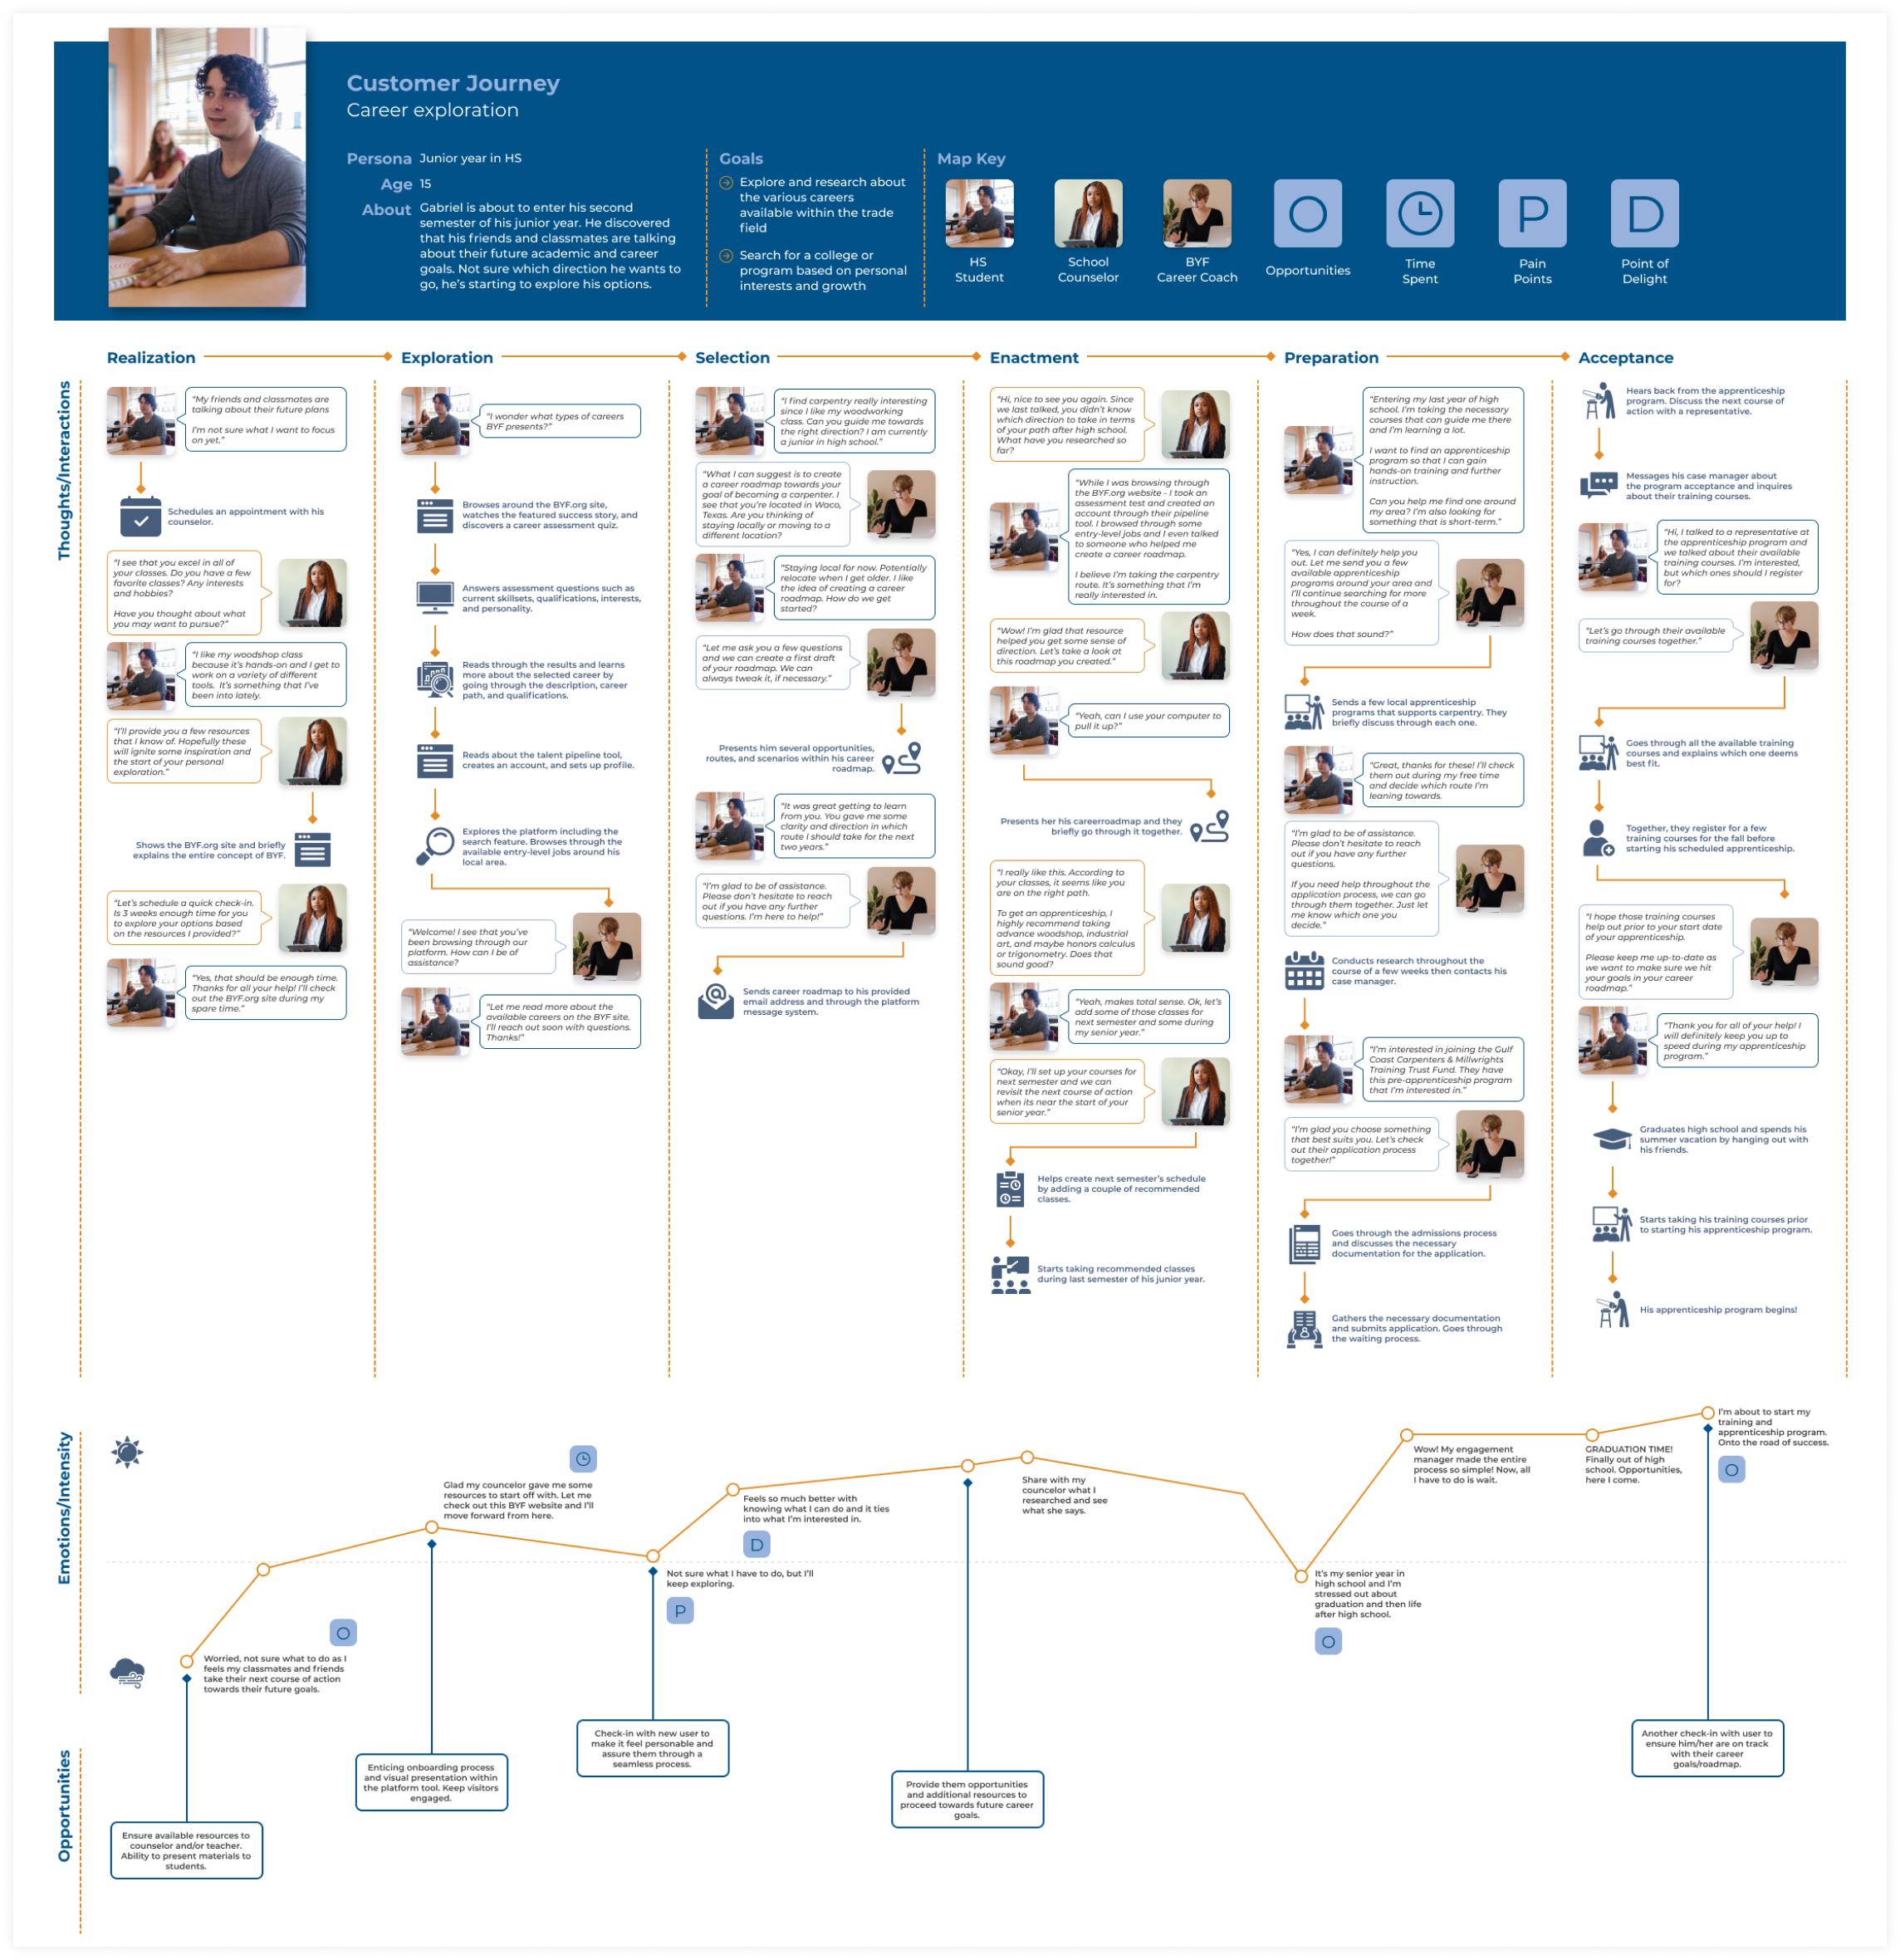 Customer Journey
Career exploration
Persona
Junior year in HS
Age
15
About
Gabriel is about to enter his second
semester of his junior year. He discovered
that his friends and classmates are talking
about their future academic and career
goals. Not sure which direction he wants to
go, he's starting to explore his options.
Goals
Explore and research about
the various careers
available within the trade
field
Search for a college or
program based on personal
interests and growth
Map Key
HS
Student
School
Counselor
BYF
Career Coach
O
Opportunities
Time
Spent
P
Pain
Points
D
Point of
Delight
Thoughts/Interactions
Realization
"My friends and classmates are
talking about their future plans
I'm not sure what I want to focus
on yet."
Schedules an appointment with his
counselor.
"I see that you excel in all of
your classes. Do you have a few
favorite classes? Any interests
and hobbies?
Have you thought about what
you may want to pursue?"
"I like my woodshop class
because it's hands-on and I get to
work on a variety of different
tools. It's something that I've
been into lately.
"I'll provide you a few resources
that I know of. Hopefully these
will ignite some inspiration and
the start of your personal
exploration."
Shows the BYF.org site and briefly
explains the entire concept of BYF.
"Let's schedule a quick check-in.
Is 3 weeks enough time for you
to explore your options based
on the resources I provided?"
"Yes, that should be enough time.
Thanks for all your help! I'll check
out the BYF.org site during my
spare time."
Exploration
"I wonder what types of careers
BYF presents?"
Browses around the BYF.org site,
watches the featured success story, and
discovers a career assessment quiz.
Answers assessment questions such as
current skillsets, qualifications, interests,
and personality.
Reads through the results and learns
more about the selected career by
going through the description, career
path, and qualifications.
Reads about the talent pipeline tool,
creates an account, and sets up profile.
Explores the platform including the
search feature. Browses through the
available entry-level jobs around his
local area.
"Welcome! I see that you've
been browsing through our
platform. How can I be of
assistance?
"Let me read more about the
available careers on the BYF site.
I'll reach out soon with questions.
Thanks!"
Selection
"I find carpentry really interesting
since I like my woodworking
class. Can you guide me towards
the right direction? I am currently
a junior in high school."
"What I can suggest is to create
a career roadmap towards your
goal of becoming a carpenter. I
see that you're located in Waco,
Texas. Are you thinking of
staying locally or moving to a
different location?
"Staying local for now. Potentially
relocate when I get older. I like
the idea of creating a career
roadmap. How do we get
started?
"Let me ask you a few questions
and we can create a first draft
of your roadmap. We can
always tweak it, if necessary."
Presents him several opportunities,
routes, and scenarios within his career
roadmap.
"It was great getting to learn
from you. You gave me some
clarity and direction in which
route I should take for the next
two years."
"I'm glad to be of assistance.
Please don't hesitate to reach
out if you have any further
questions. I'm here to help!"
Sends career roadmap to his provided
email address and through the platform
message system.
Enactment
"Hi, nice to see you again. Since
we last talked, you didn't know
which direction to take in terms
of your path after high school.
What have you researched so
far?
"While I was browsing through
the BYF.org website - I took an
assessment test and created an
account through their pipeline
tool. I browsed through some
entry-level jobs and I even talked
to someone who helped me
create a career roadmap.
I believe I'm taking the carpentry
route. It's something that I'm
really interested in.
"Wow! I'm glad that resource
helped you get some sense of
direction. Let's take a look at
this roadmap you created."
"Yeah, can I use your computer to
pull it up?"
Presents her his careerroadmap and they
briefly go through it together.
"I really like this. According to
your classes, it seems like you
are on the right path.
To get an apprenticeship, I
highly recommend taking
advance woodshop, industrial
art, and maybe honors calculus
or trigonometry. Does that
sound good?
"Yeah, makes total sense. Ok, let's
add some of those classes for
next semester and some during
my senior year."
"Okay, I'll set up your courses for
next semester and we can
revisit the next course of action
when its near the start of your
senior year."
Helps create next semester's schedule
by adding a couple of recommended
classes.
Starts taking recommended classes
during last semester of his junior year.
Preparation
"Entering my last year of high
school. I'm taking the necessary
courses that can guide me there
and I'm learning a lot.
I want to find an apprenticeship
program so that I can gain
hands-on training and further
instruction.
Can you help me find one around
my area? I'm also looking for
something that is short-term."
"Yes, I can definitely help you
out. Let me send you a few
available apprenticeship
programs around your area and
I'll continue searching for more
throughout the course of a
week.
How does that sound?"
Sends a few local apprenticeship
programs that supports carpentry. They
briefly discuss through each one.
"Great, thanks for these! I'll check
them out during my free time
and decide which route I'm
leaning towards.
"I'm glad to be of assistance.
Please don't hesitate to reach
out if you have any further
questions.
If you need help throughout the
application process, we can go
through them together. Just let
me know which one you
decide."
Conducts research throughout the
course of a few weeks then contacts his
case manager.
"I'm interested in joining the Gulf
Coast Carpenters & Millwrights
Training Trust Fund. They have
this pre-apprenticeship program
that I'm interested in."
"I'm glad you choose something
that best suits you. Let's check
out their application process
together!"
Goes through the admissions process
and discusses the necessary
documentation for the application.
Gathers the necessary documentation
and submits application. Goes through
the waiting process.
Acceptance
Hears back from the apprenticeship
program. Discuss the next course of
action with a representative.
Messages his case manager about
the program acceptance and inquires
about their training courses.
"Hi, I talked to a representative at
the apprenticeship program and
we talked about their available
training courses. I'm interested,
but which ones should I register
for?
"Let's go through their available
training courses together."
Goes through all the available training
courses and explains which one deems
best fit.
Together, they register for a few
training courses for the fall before
starting his scheduled apprenticeship.
"I hope those training courses
help out prior to your start date
of your apprenticeship.
Please keep me up-to-date as
we want to make sure we hit
your goals in your career
roadmap."
"Thank you for all of your help! I
will definitely keep you up to
speed during my apprenticeship
program."
Graduates high school and spends his
summer vacation by hanging out with
his friends.
Starts taking his training courses prior
to starting his apprenticeship program.
His apprenticeship program begins!
Emotions/Intensity
O
Worried, not sure what to do as I
feels my classmates and friends
take their next course of action
towards their future goals.
Glad my councelor gave me some
resources to start off with. Let me
check out this BYF website and I'll
move forward from here.
Not sure what I have to do, but I'll
keep exploring.
P
Feels so much better with
knowing what I can do and it ties
into what I'm interested in.
D
Share with my
councelor what I
researched and see
what she says.
It's my senior year in
high school and I'm
stressed out about
graduation and then life
after high school.
O
Wow! My engagement
manager made the entire
process so simple! Now, all
I have to do is wait.
GRADUATION TIME!
Finally out of high
school. Opportunities,
here I come.
I'm about to start my
training and
apprenticeship program.
Onto the road of success.
O
Opportunities
Ensure available resources to
counselor and/or teacher.
Ability to present materials to
students.
Enticing onboarding process
and visual presentation within
the platform tool. Keep visitors
engaged.
Check-in with new user to
make it feel personable and
assure them through a
seamless process.
Provide them opportunities
and additional resources to
proceed towards future career
goals.
Another check-in with user to
ensure him/her are on track
with their career
goals/roadmap.